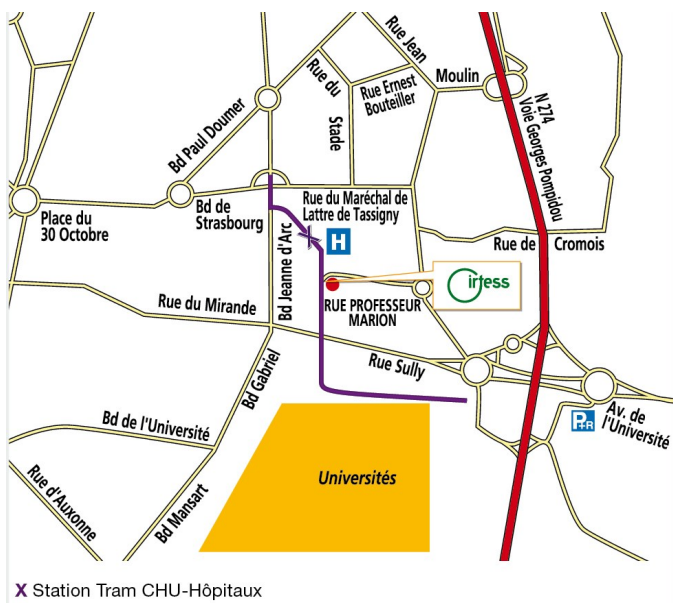 Rue Jean
Moulin
Rue du
Stade
Rue Ernest
Bouteiller
N 274
Voie Georges Pompidou
Bd Paul Doumer
Place du
30 Octobre
Bd de
Strasbourg
Rue du Maréchal de
Lattre de Tassigny
H
Rue de Cromois
Bd Jeanne d'Arc
irtess
Rue du Mirande
RUE PROFESSEUR
MARION
Rue Sully
Bd Gabriel
Av. de
l'Université
P+R
Bd de l'Université
Universités
Rue d'Auxonne
Bd Mansart
X Station Tram CHU-Hôpitaux